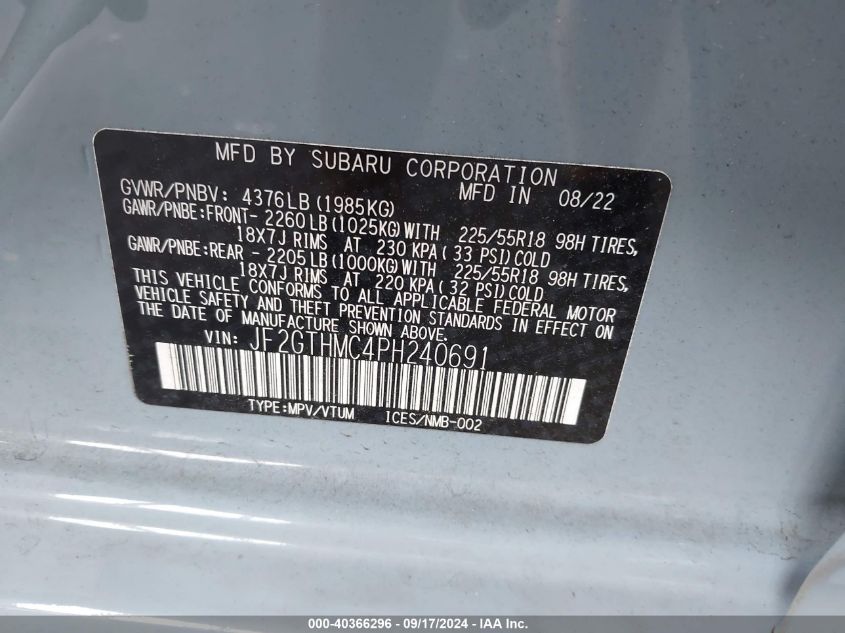 MFD BY SUBARU CORPORATION
MFD IN 08/22
GVWR/PNBV: 4376LB (1985KG)
GAWR/PNBE:FRONT- 2260LB (1025KG) WITH 225/55R18 98H TIRES,
18X7J RIMS AT 230 KPA ( 33 PSI) COLD
GAWR/PNBE:REAR - 2205LB (1000KG) WITH 225/55R18 98H TIRES,
18X7J RIMS AT 220 KPA ( 32 PSI) COLD
THIS VEHICLE CONFORMS TO ALL APPLICABLE FEDERAL MOTOR
VEHICLE SAFETY AND THEFT PREVENTION STANDARDS IN EFFECT ON
THE DATE OF MANUFACTURE SHOWN ABOVE.
VIN: JF2GTHMC4PH240691
TYPE:MPV/VTUM ICES/NMB-002
000-40366296 - 09/17/2024 - IAA Inc.